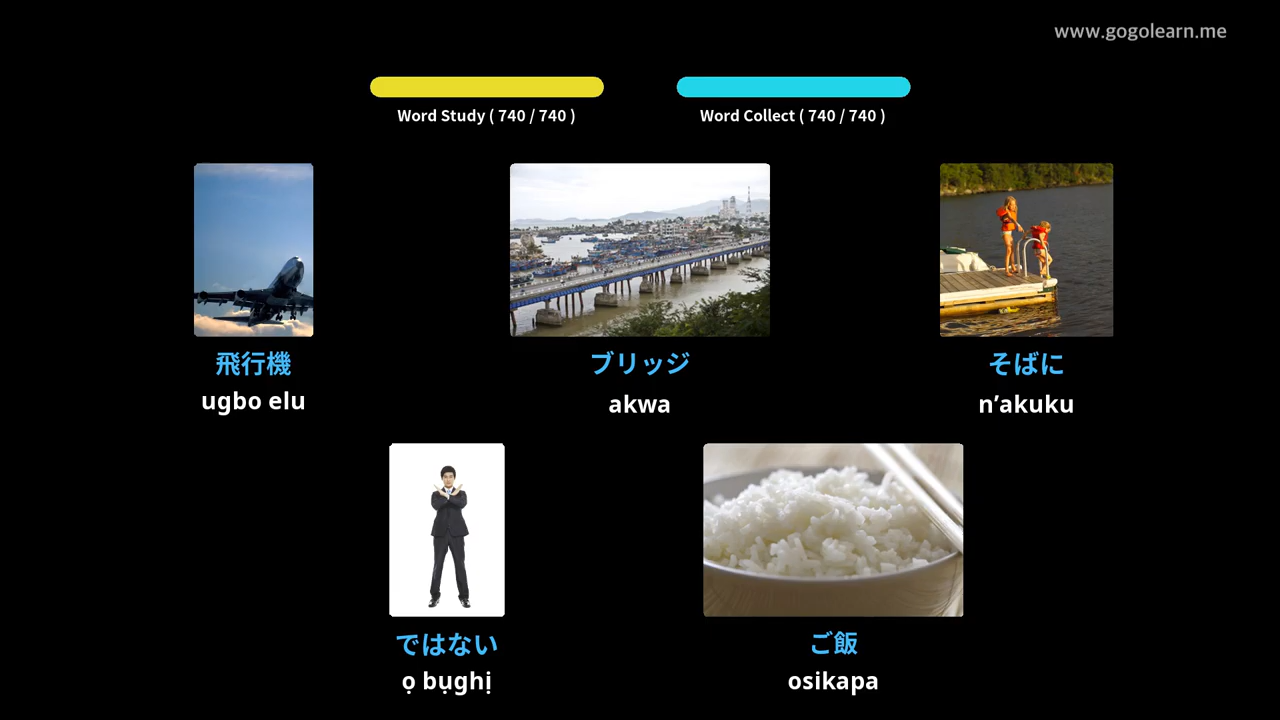 www.gogolearn.me
Word Study ( 740 / 740 )
Word Collect ( 740 / 740 )
飛行機
ugbo elu
ブリッジ
akwa
そばに
n’akuku
ではない
ọ bụghị
ご飯
osikapa